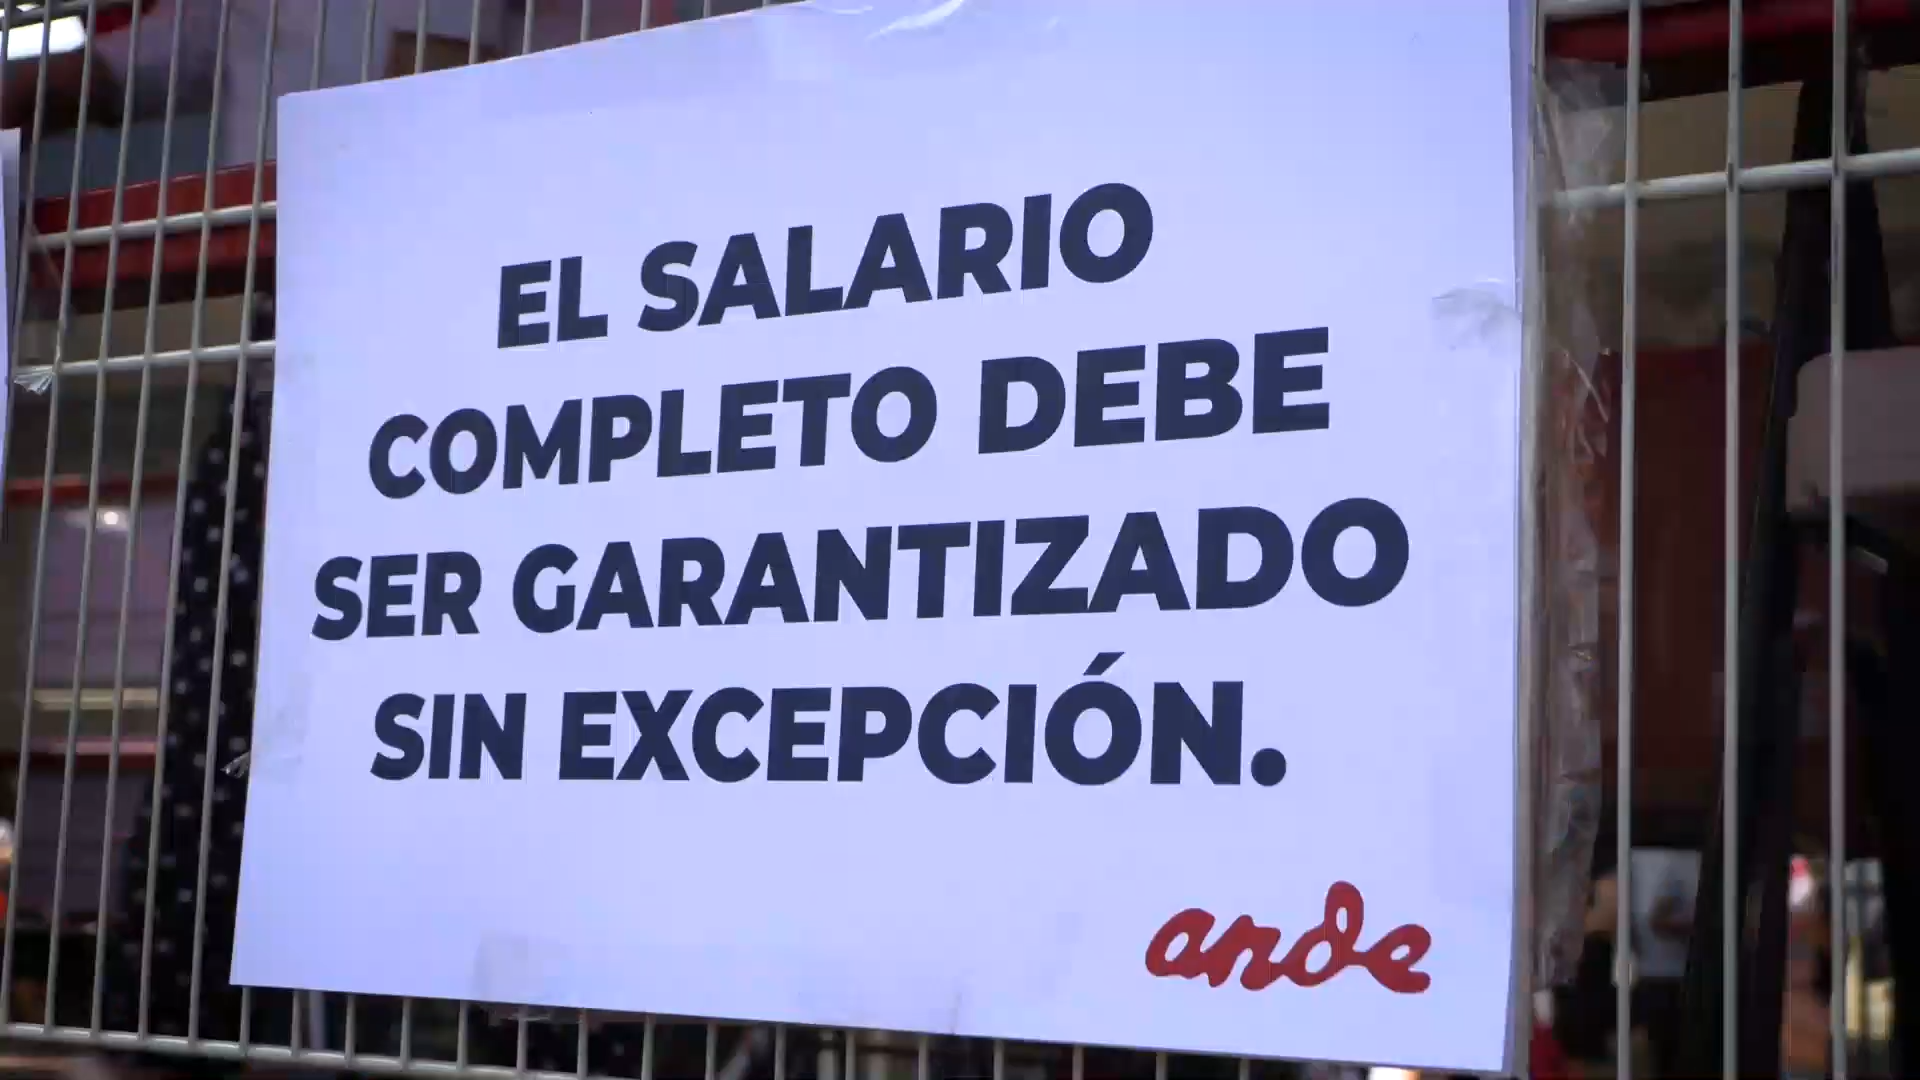 EL SALARIO
COMPLETO DEBE
SER GARANTIZADO
SIN EXCEPCIÓN.
ande